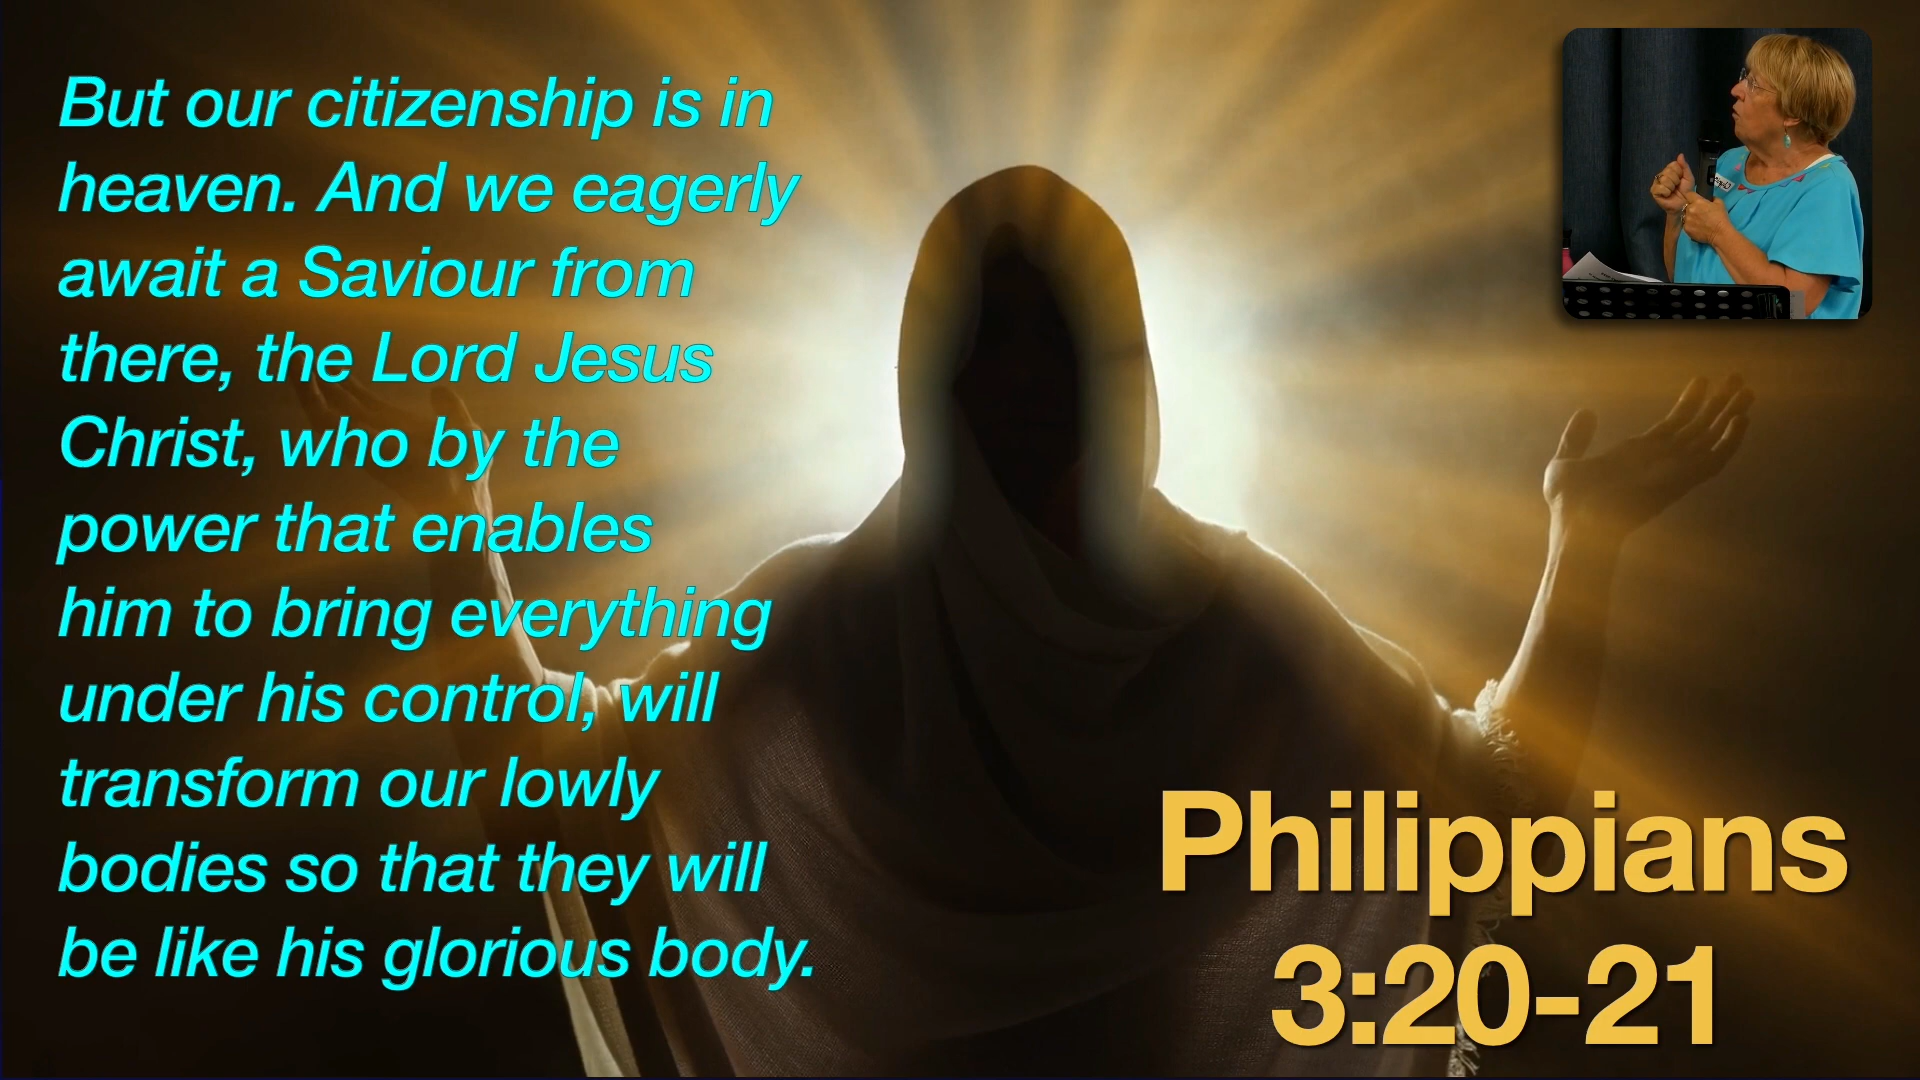 But our citizenship is in
heaven. And we eagerly
await a Saviour from
there, the Lord Jesus
Christ, who by the
power that enables
him to bring everything
under his control, will
transform our lowly
bodies so that they will
be like his glorious body.
Philippians
3:20-21